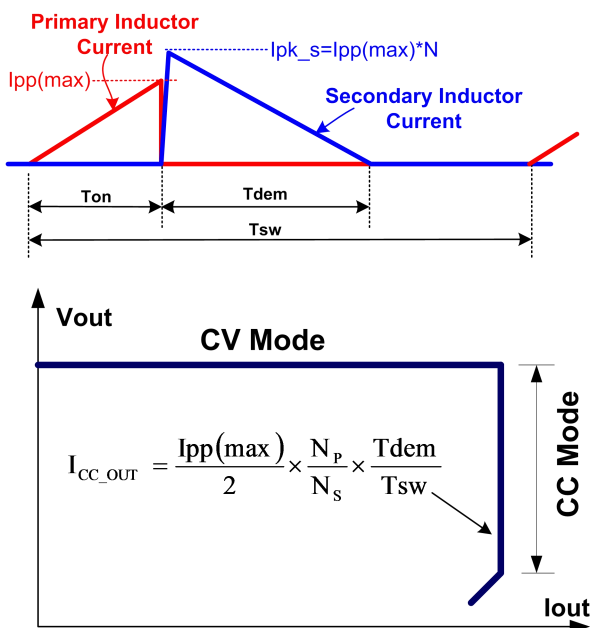 Primary Inductor
Current
Ipp(max)
Ipk_s=Ipp(max)*N
Secondary Inductor
Current
Ton
Tdem
Tsw
Vout
CV Mode
I_CC_OUT = Ipp(max)/2 × N_P/N_S × Tdem/Tsw
CC Mode
Iout